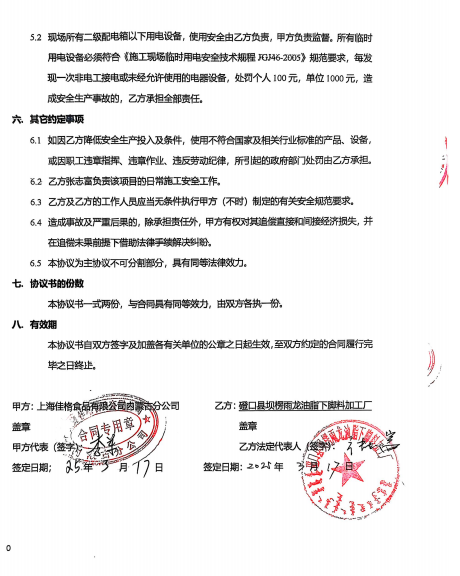 5.2 现场所有二级配电箱以下用电设备，使用安全由乙方负责，甲方负责监督。所有临时
用电设备必须符合《施工现场临时用电安全技术规程 JGJ46-2005》规范要求，每发
现一次非电工接电或未经允许使用的电器设备，处罚个人 100 元，单位 1000 元，造
成安全生产事故的，乙方承担全部责任。
六、其它约定事项
6.1 如因乙方降低安全生产投入及条件，使用不符合国家及相关行业标准的产品、设备，
或因职工违章指挥、违章作业、违反劳动纪律，所引起的政府部门处罚由乙方承担。
6.2 乙方张志富负责该项目的日常施工安全工作。
6.3 乙方及乙方的工作人员应当无条件执行甲方（不时）制定的有关安全规范要求。
6.4 造成事故及严重后果的，除承担责任外，甲方有权对其追偿直接和间接经济损失，并
在追偿未果前提下借助法律手续解决纠纷。
6.5 本协议为主协议不可分割部分，具有同等法律效力。
七、协议书的份数
本协议书一式两份，与合同具有同等效力，由双方各执一份。
八、有效期
本协议书自双方签字及加盖各有关单位的公章之日起生效，至双方约定的合同履行完
毕之日终止。
甲方：上海佳格食品有限公司内蒙古分公司 乙方：磴口县坝楞雨龙油脂下脚料加工厂
盖章 盖章
合同专用章
甲方代表（签字） 乙方法定代表人（签字）：
签定日期： 25 年 3 月 17 日 签定日期：2025 年 3 月 17 日
0